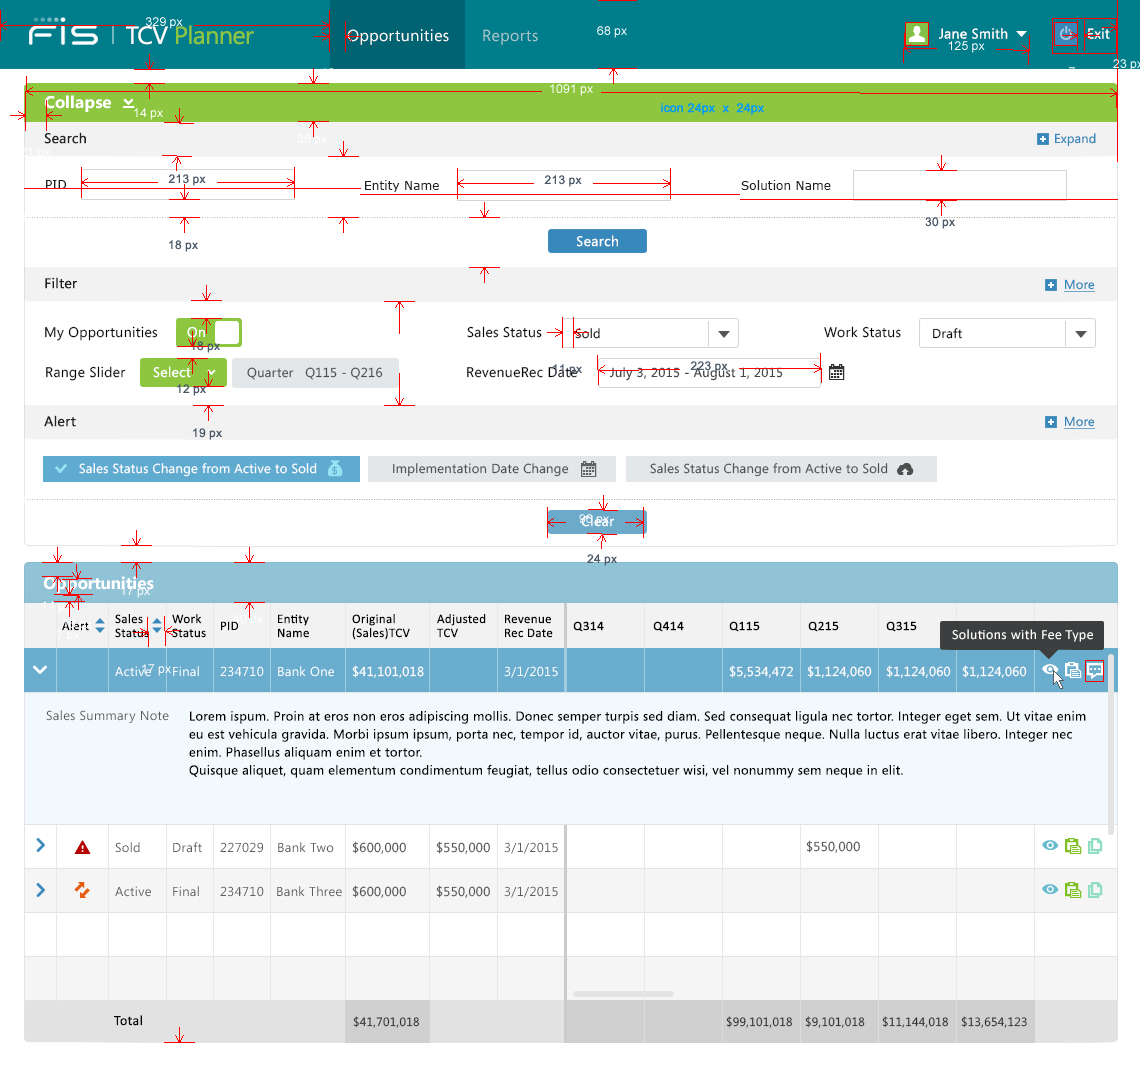 FIS | TCV Planner
329 px
Opportunities
Reports
68 px
Jane Smith
125 px
Exit
23 px
1091 px
Collapse
14 px
icon 24px x 24px
38 px
Search
Expand
PID
213 px
Entity Name
213 px
Solution Name
18 px
30 px
Search
Filter
More
My Opportunities
On
18 px
Sales Status
Sold
Work Status
Draft
Range Slider
Select
12 px
Quarter Q115 - Q216
RevenueRec Date
11 px
July 3, 2015 - August 1, 2015
223 px
19 px
Alert
More
Sales Status Change from Active to Sold
Implementation Date Change
Sales Status Change from Active to Sold
Clear
24 px
Opportunities
17 px
Alert
Sales Status
Work Status
PID
Entity Name
Original (Sales)TCV
Adjusted TCV
Revenue Rec Date
Q314
Q414
Q115
Q215
Q315
Solutions with Fee Type
Active
17 px
Final 234710 Bank One $41,101,018 3/1/2015 $5,534,472 $1,124,060 $1,124,060 $1,124,060
Sales Summary Note
Lorem ispum. Proin at eros non eros adipiscing mollis. Donec semper turpis sed diam. Sed consequat ligula nec tortor. Integer eget sem. Ut vitae enim
eu est vehicula gravida. Morbi ipsum ipsum, porta nec, tempor id, auctor vitae, purus. Pellentesque neque. Nulla luctus erat vitae libero. Integer nec
enim. Phasellus aliquam enim et tortor.
Quisque aliquet, quam elementum condimentum feugiat, tellus odio consectetuer wisi, vel nonummy sem neque in elit.
Sold Draft 227029 Bank Two $600,000 $550,000 3/1/2015 $550,000
Active Final 234710 Bank Three $600,000 $550,000 3/1/2015
Total $41,701,018 $99,101,018 $9,101,018 $11,144,018 $13,654,123